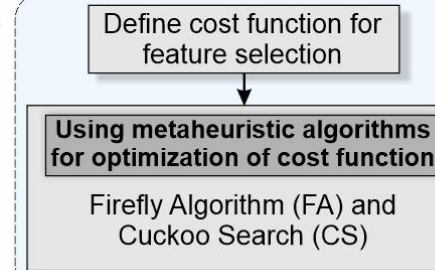 Define cost function for
feature selection
Using metaheuristic algorithms
for optimization of cost function
Firefly Algorithm (FA) and
Cuckoo Search (CS)